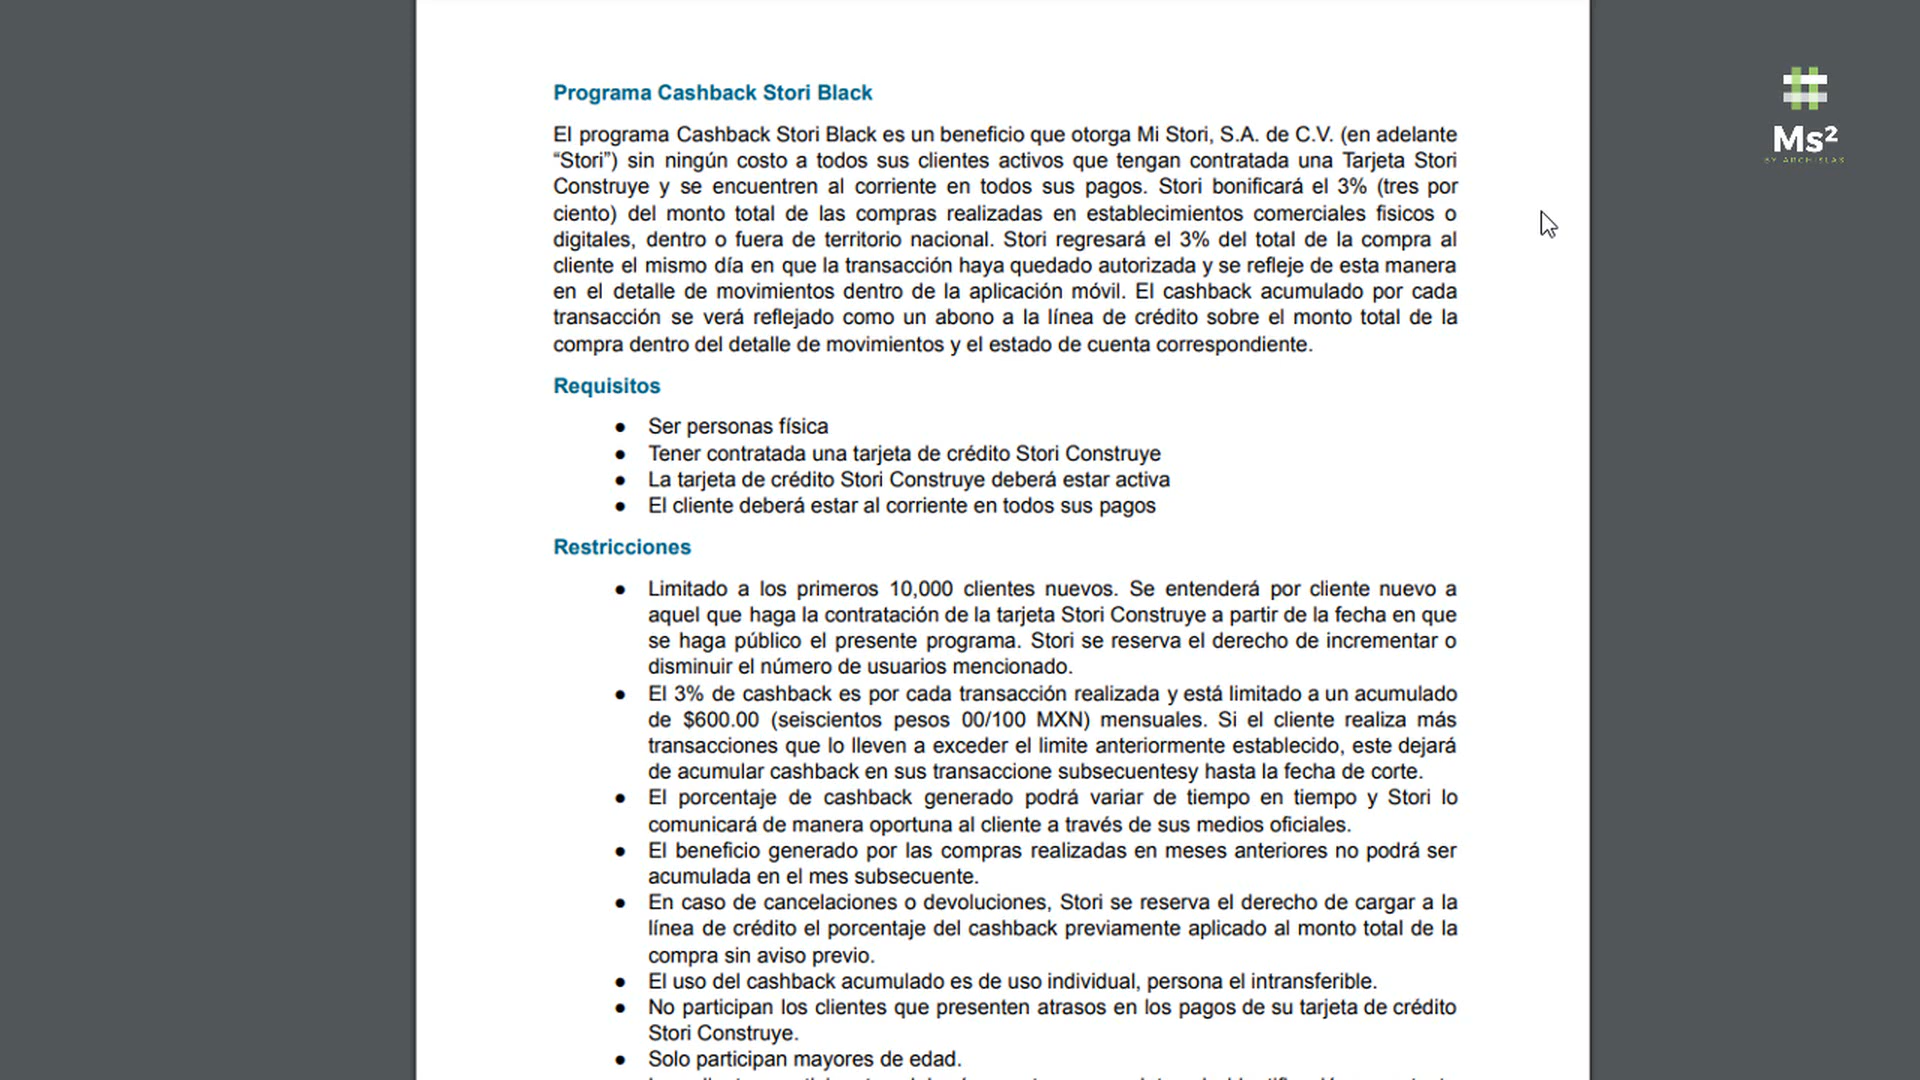 Programa Cashback Stori Black
El programa Cashback Stori Black es un beneficio que otorga Mi Stori, S.A. de C.V. (en adelante
“Stori”) sin ningún costo a todos sus clientes activos que tengan contratada una Tarjeta Stori
Construye y se encuentren al corriente en todos sus pagos. Stori bonificará el 3% (tres por
ciento) del monto total de las compras realizadas en establecimientos comerciales fisicos o
digitales, dentro o fuera de territorio nacional. Stori regresará el 3% del total de la compra al
cliente el mismo día en que la transacción haya quedado autorizada y se refleje de esta manera
en el detalle de movimientos dentro de la aplicación móvil. El cashback acumulado por cada
transacción se verá reflejado como un abono a la línea de crédito sobre el monto total de la
compra dentro del detalle de movimientos y el estado de cuenta correspondiente.
Requisitos
● Ser personas física
● Tener contratada una tarjeta de crédito Stori Construye
● La tarjeta de crédito Stori Construye deberá estar activa
● El cliente deberá estar al corriente en todos sus pagos
Restricciones
● Limitado a los primeros 10,000 clientes nuevos. Se entenderá por cliente nuevo a
aquel que haga la contratación de la tarjeta Stori Construye a partir de la fecha en que
se haga público el presente programa. Stori se reserva el derecho de incrementar o
disminuir el número de usuarios mencionado.
● El 3% de cashback es por cada transacción realizada y está limitado a un acumulado
de $600.00 (seiscientos pesos 00/100 MXN) mensuales. Si el cliente realiza más
transacciones que lo lleven a exceder el limite anteriormente establecido, este dejará
de acumular cashback en sus transaccione subsecuentesy hasta la fecha de corte.
● El porcentaje de cashback generado podrá variar de tiempo en tiempo y Stori lo
comunicará de manera oportuna al cliente a través de sus medios oficiales.
● El beneficio generado por las compras realizadas en meses anteriores no podrá ser
acumulada en el mes subsecuente.
● En caso de cancelaciones o devoluciones, Stori se reserva el derecho de cargar a la
línea de crédito el porcentaje del cashback previamente aplicado al monto total de la
compra sin aviso previo.
● El uso del cashback acumulado es de uso individual, persona el intransferible.
● No participan los clientes que presenten atrasos en los pagos de su tarjeta de crédito
Stori Construye.
● Solo participan mayores de edad.
Ms²
BY ARCHISLAS